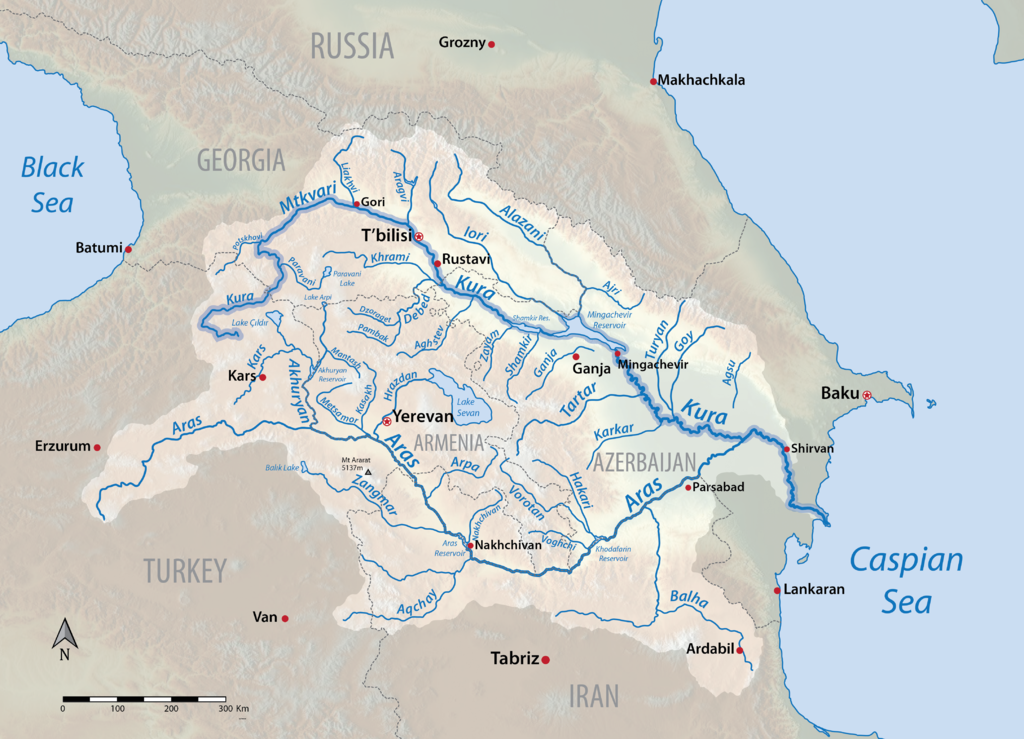 RUSSIA
Grozny
Makhachkala
Black
Sea
GEORGIA
Liakhvi
Aragvi
Mtkvari
Gori
Alazani
Batumi
T'bilisi
Iori
Potskhovi
Khrami
Rustavi
Paravani
Paravani
Lake
Kura
Kura
Ajri
Lake Arpi
Debed
Dzoraget
Shamkir Res.
Mingachevir
Reservoir
Lake Çıldır
Pambak
Aghstev
Zayam
Shamkir
Ganja
Turyan
Goy
Agsu
Kars
Kars
Mantash
Akhuryan
Reservoir
Akhuryan
Kasakh
Hrazdan
Ganja
Mingachevir
Metsamor
Lake
Sevan
Tartar
Kura
Baku
Yerevan
Aras
Erzurum
ARMENIA
Karkar
Shirvan
Aras
Mt Ararat
5137m
Balık Lake
Arpa
AZERBAIJAN
Zangmar
Vorotan
Hakari
Aras
Parsabad
Nakhchivan
Aras
Reservoir
Nakhchivan
Voghchi
Khodafarin
Reservoir
Caspian
Sea
TURKEY
Aqchay
Balha
Lankaran
Van
N
Tabriz
Ardabil
IRAN
0 100 200 300 Km